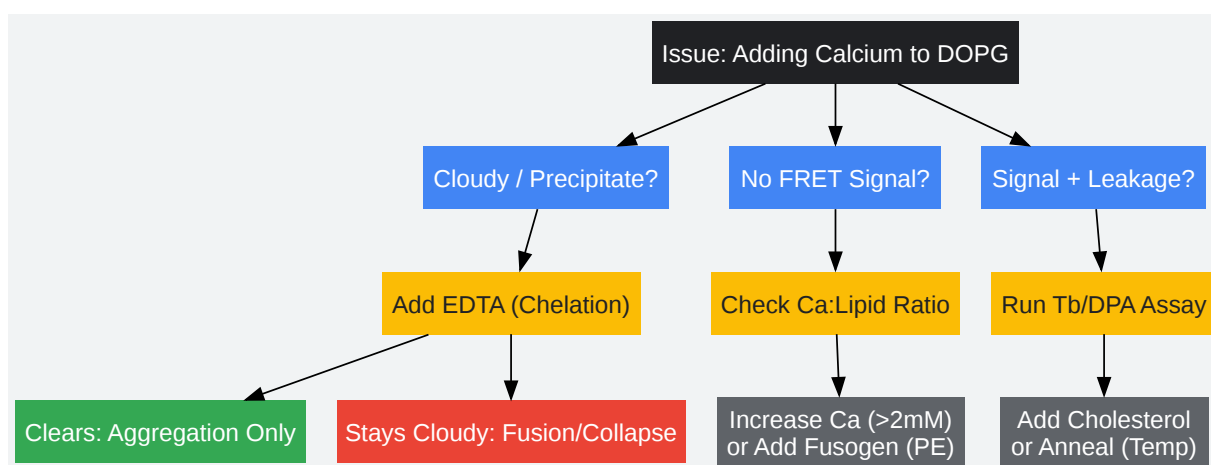 Issue: Adding Calcium to DOPG
Cloudy / Precipitate?
No FRET Signal?
Signal + Leakage?
Add EDTA (Chelation)
Check Ca:Lipid Ratio
Run Tb/DPA Assay
Clears: Aggregation Only
Stays Cloudy: Fusion/Collapse
Increase Ca (>2mM)
or Add Fusogen (PE)
Add Cholesterol
or Anneal (Temp)